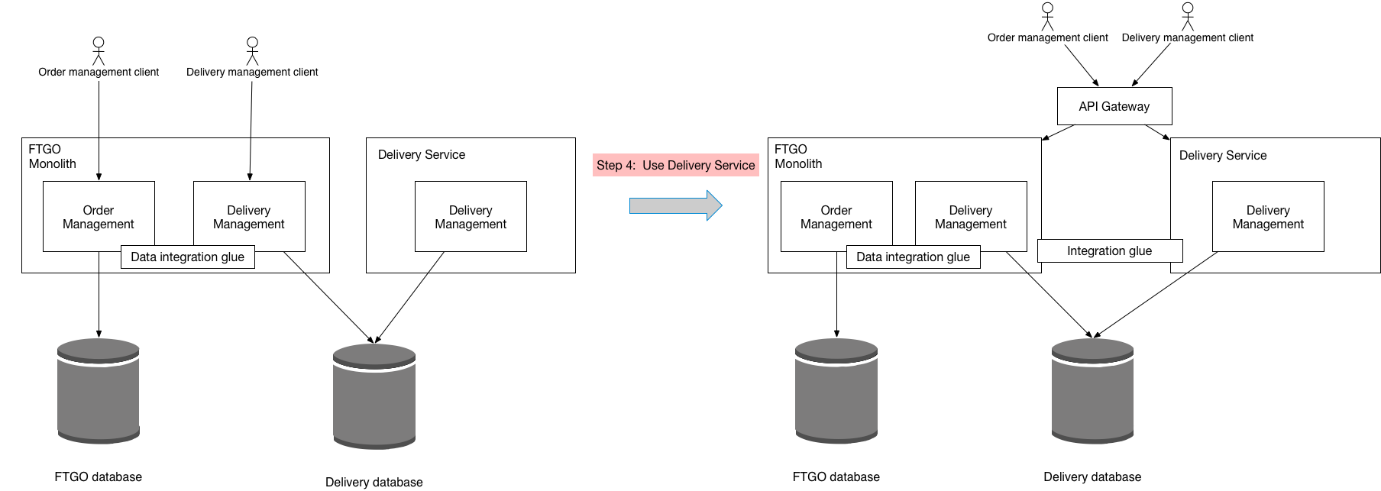 Order management client
Delivery management client
FTGO
Monolith
Order
Management
Delivery
Management
Data integration glue
Delivery Service
Delivery
Management
FTGO database
Delivery database
Step 4: Use Delivery Service
Order management client
Delivery management client
API Gateway
FTGO
Monolith
Order
Management
Delivery
Management
Data integration glue
Integration glue
Delivery Service
Delivery
Management
FTGO database
Delivery database